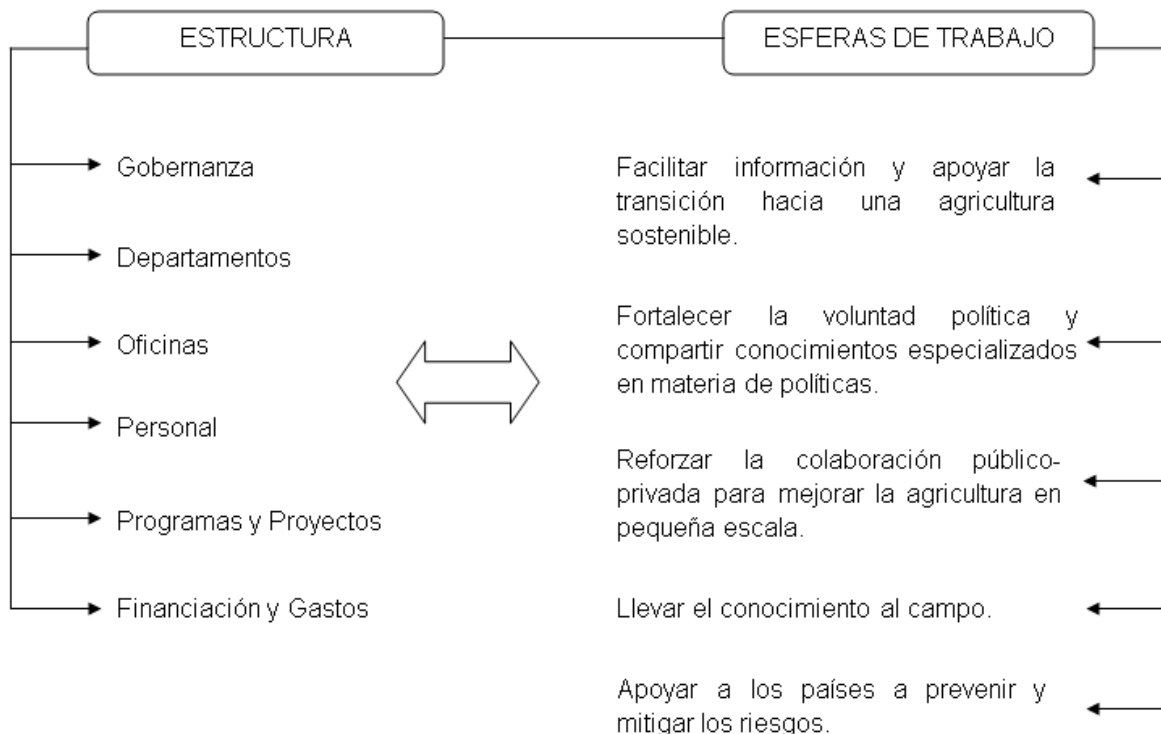 ESTRUCTURA
ESFERAS DE TRABAJO
Gobernanza
Departamentos
Oficinas
Personal
Programas y Proyectos
Financiación y Gastos
Facilitar información y apoyar la
transición hacia una agricultura
sostenible.
Fortalecer la voluntad política y
compartir conocimientos especializados
en materia de políticas.
Reforzar la colaboración público-
privada para mejorar la agricultura en
pequeña escala.
Llevar el conocimiento al campo.
Apoyar a los países a prevenir y
mitigar los riesgos.